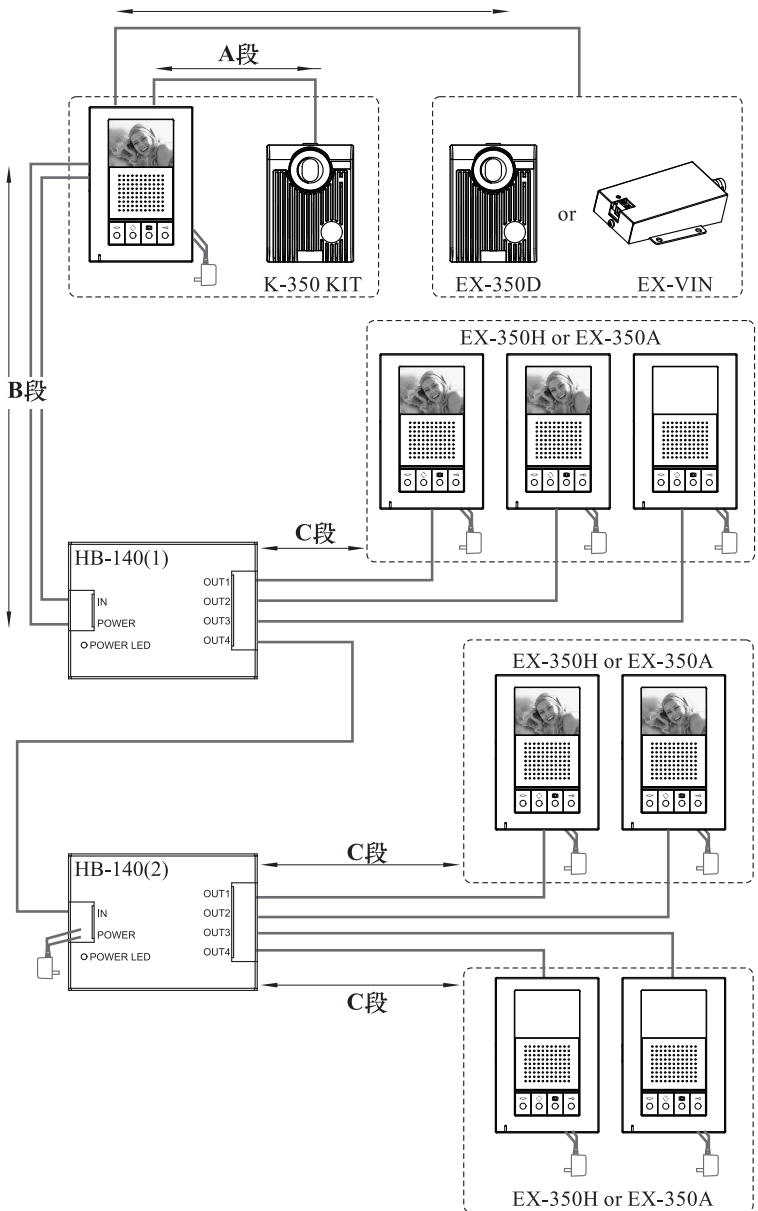 A段
K-350 KIT
EX-350D
or
EX-VIN
EX-350H or EX-350A
B段
C段
HB-140(1)
OUT1
OUT2
OUT3
OUT4
IN
POWER
POWER LED
EX-350H or EX-350A
C段
HB-140(2)
OUT1
OUT2
OUT3
OUT4
IN
POWER
POWER LED
C段
EX-350H or EX-350A